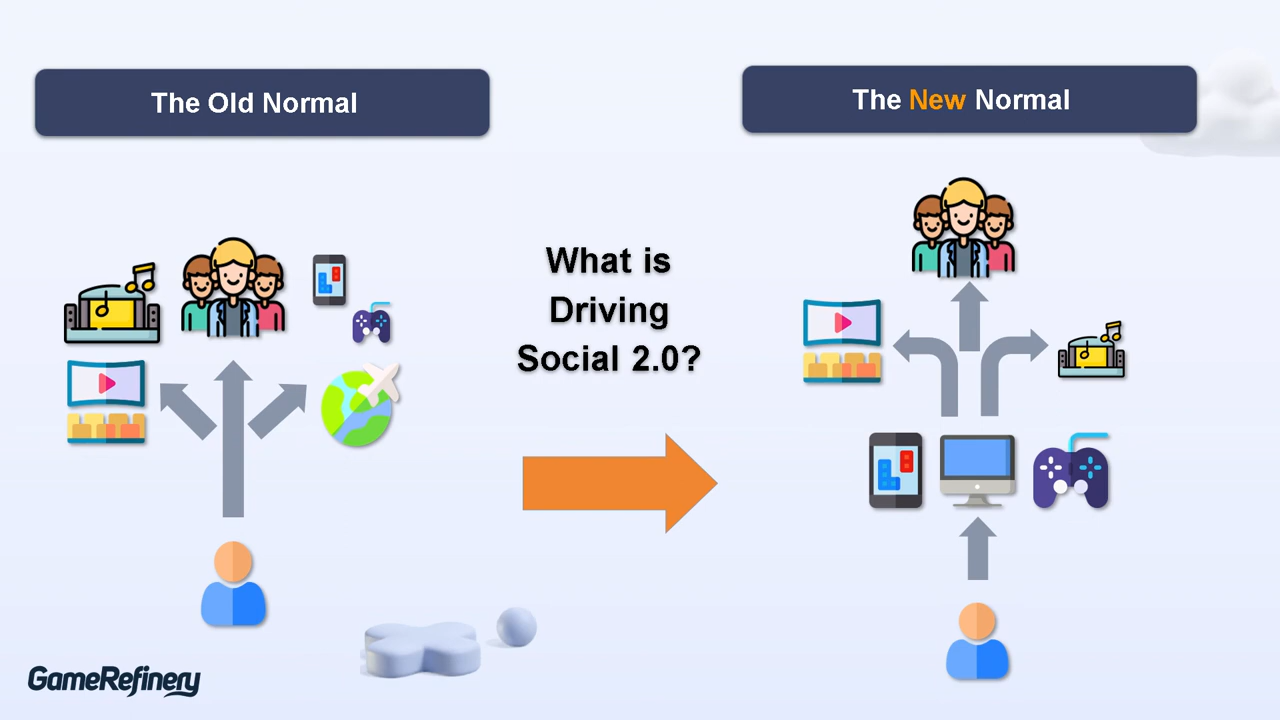 The Old Normal
The New Normal
What is
Driving
Social 2.0?
GameRefinery